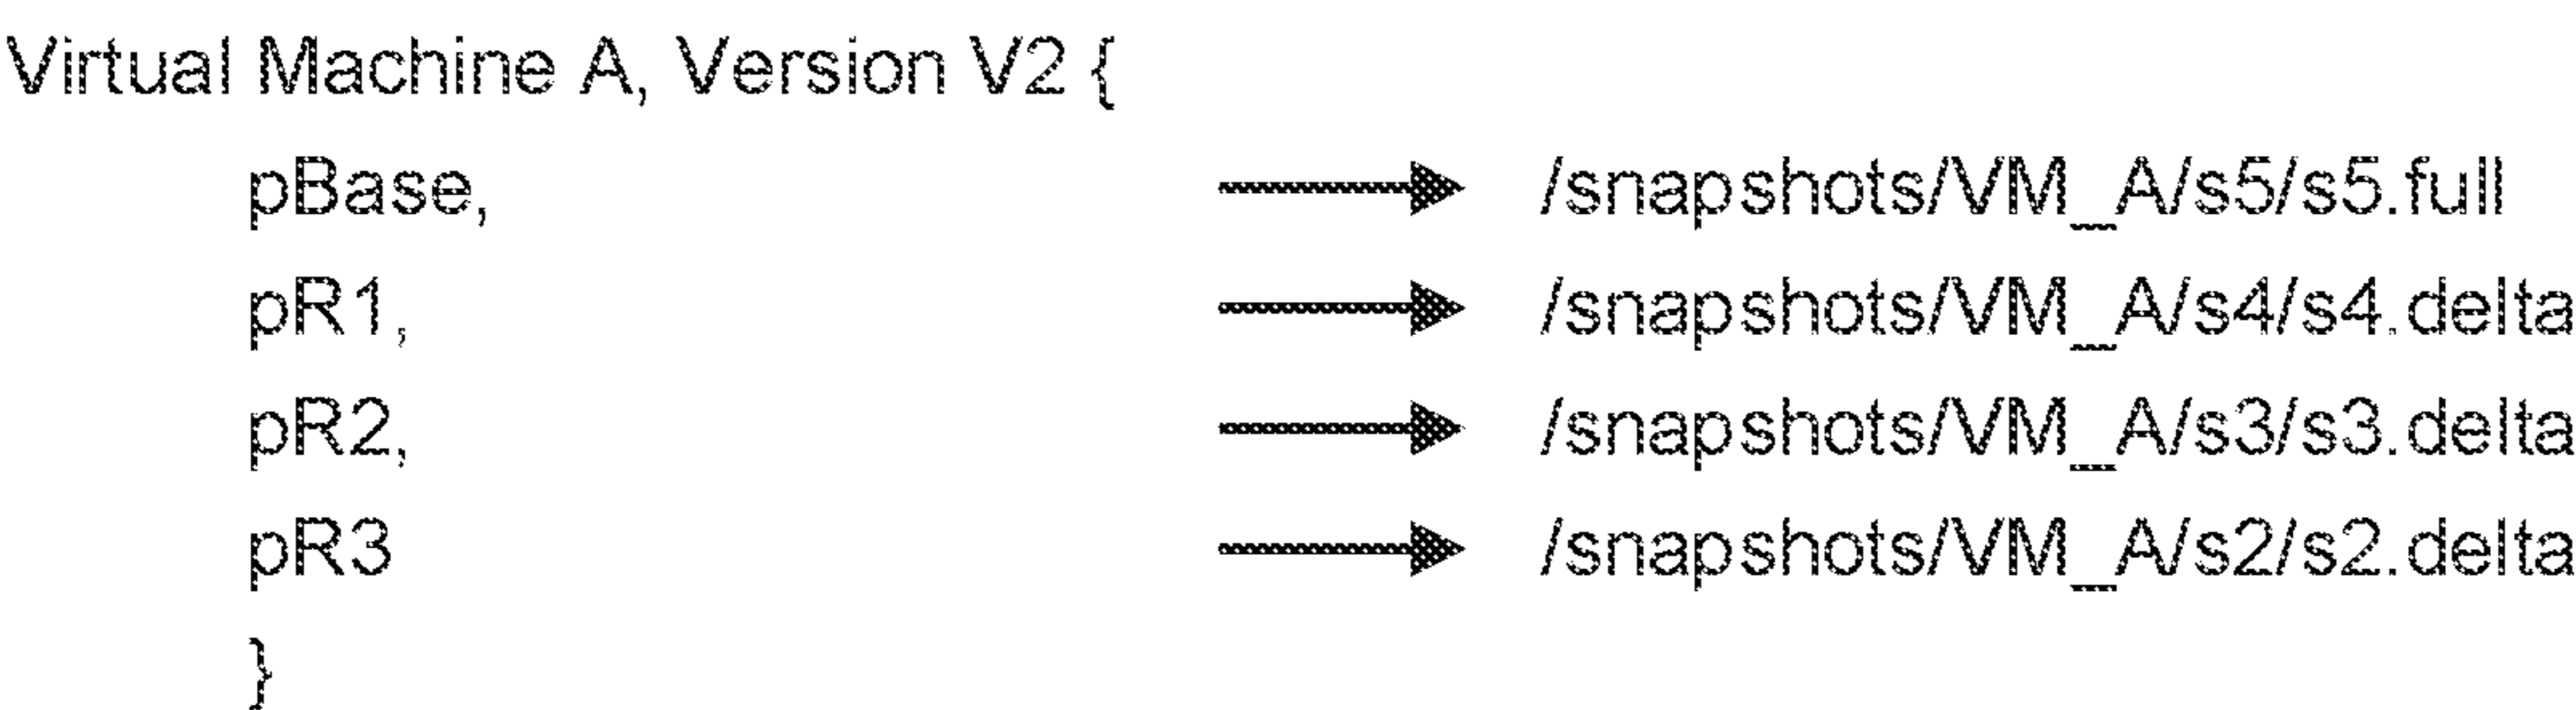 Virtual Machine A, Version V2 {
pBase, /snapshots/VM_A/s5/s5.full
pR1, /snapshots/VM_A/s4/s4.delta
pR2, /snapshots/VM_A/s3/s3.delta
pR3 /snapshots/VM_A/s2/s2.delta
}